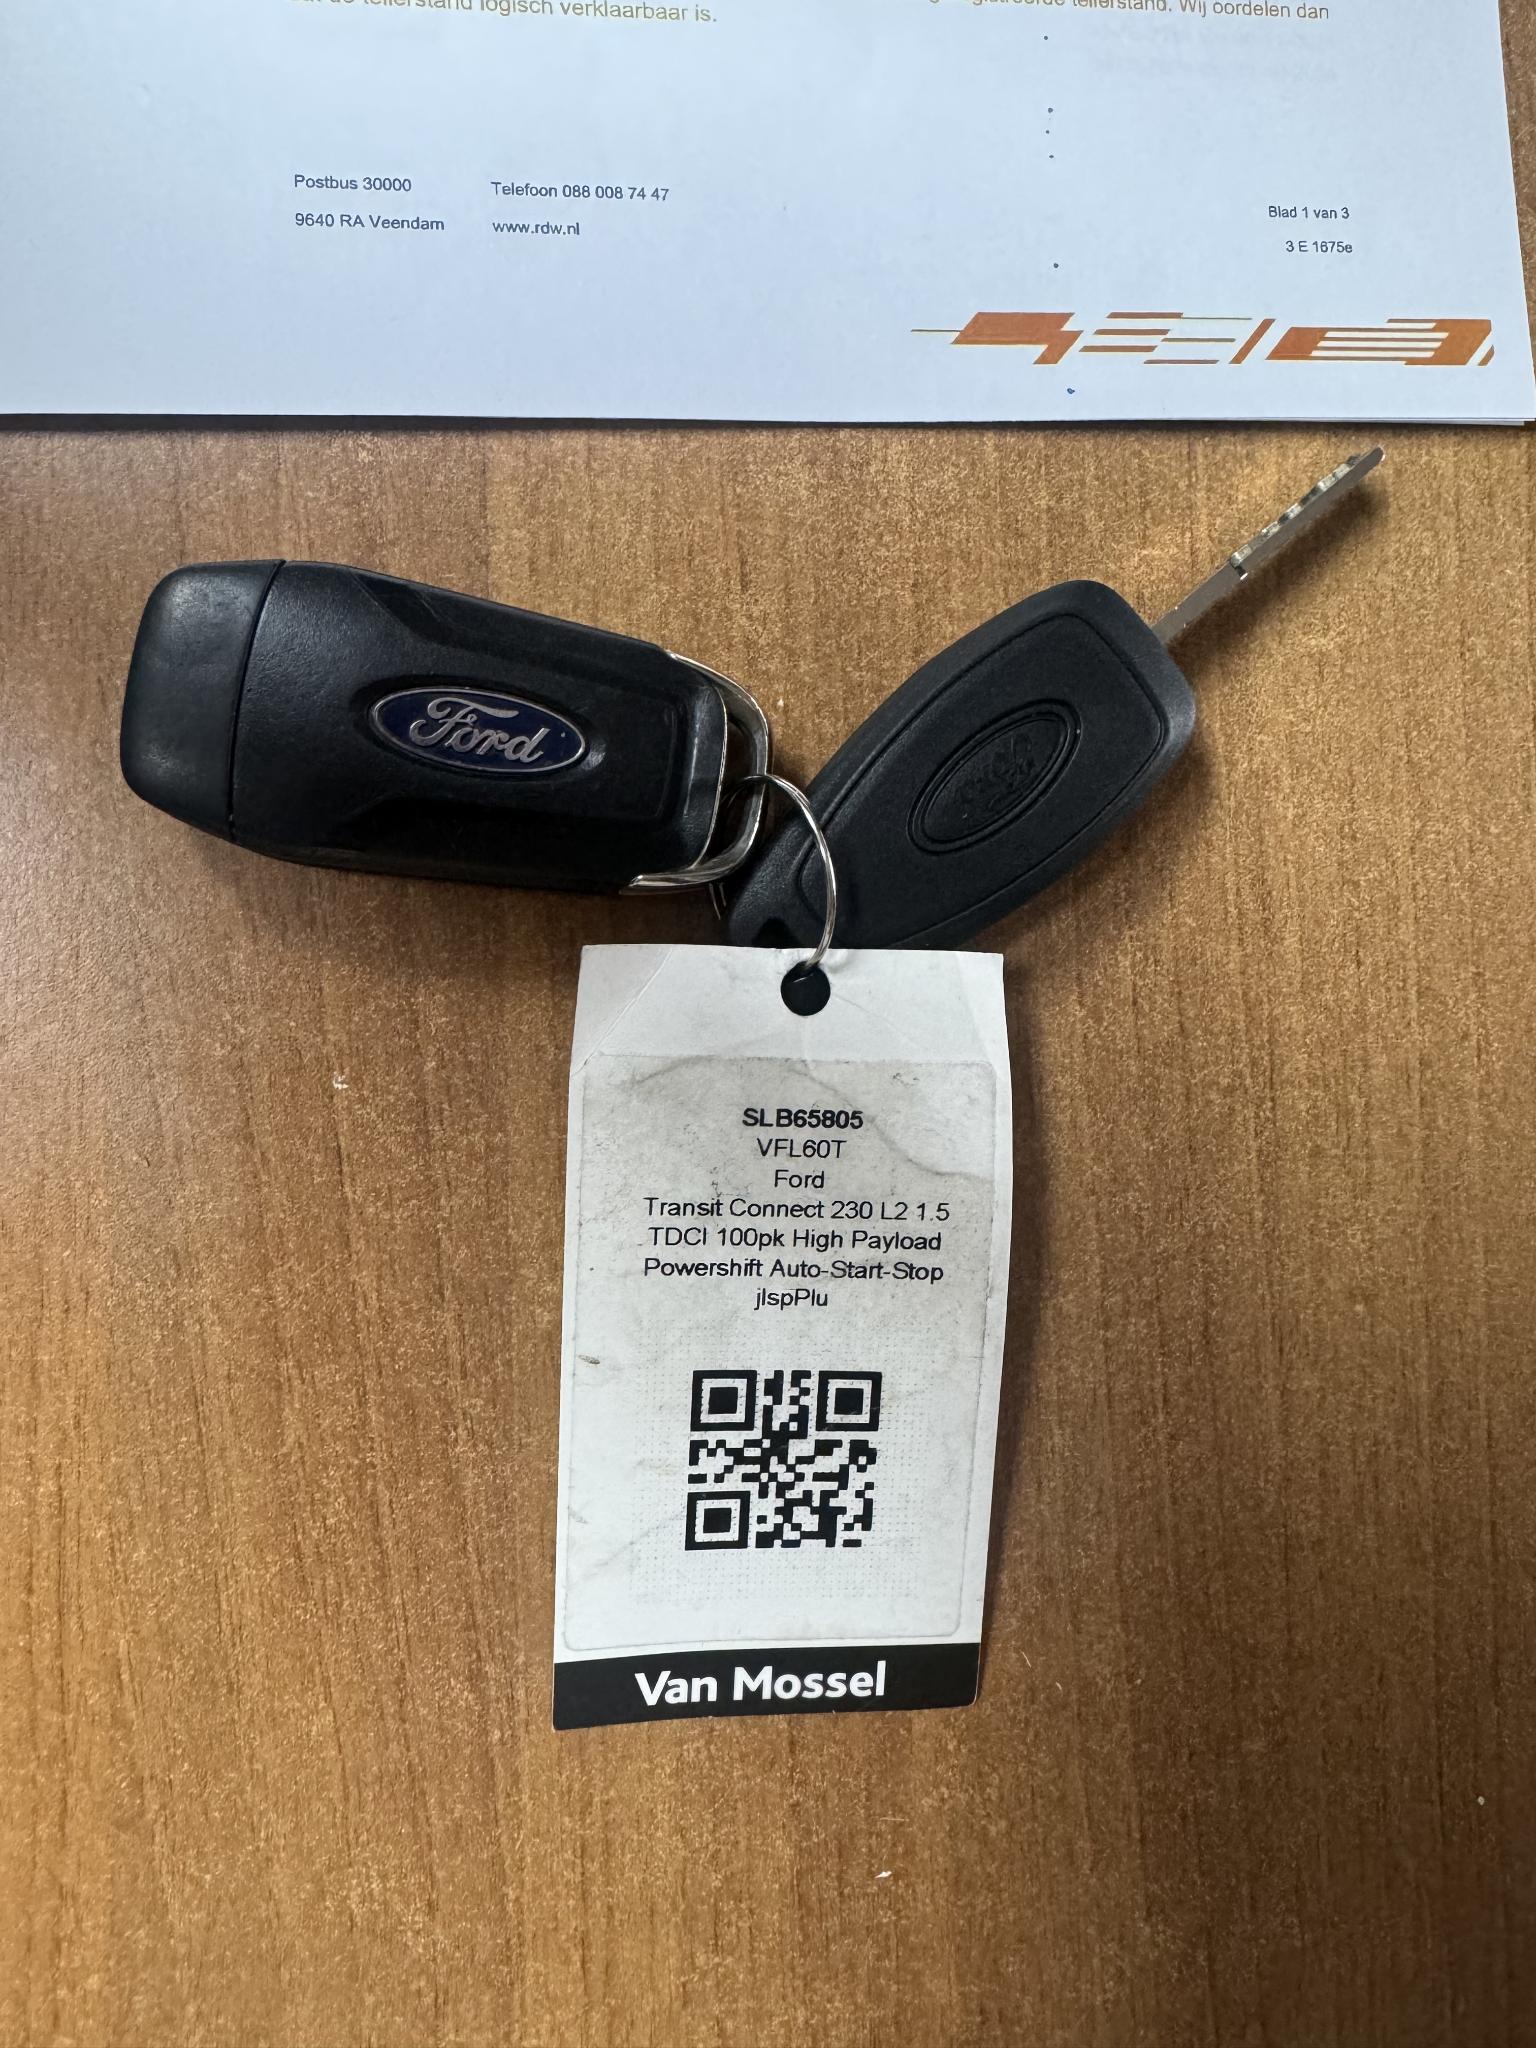 de tellerstand logisch verklaarbaar is.
tellerstand. Wij oordelen dan
Postbus 30000
Telefoon 088 008 74 47
9640 RA Veendam
www.rdw.nl
Blad 1 van 3
3 E 1675e
Ford
SLB65805
VFL60T
Ford
Transit Connect 230 L2 1.5
TDCI 100pk High Payload
Powershift Auto-Start-Stop
jlspPlu
Van Mossel